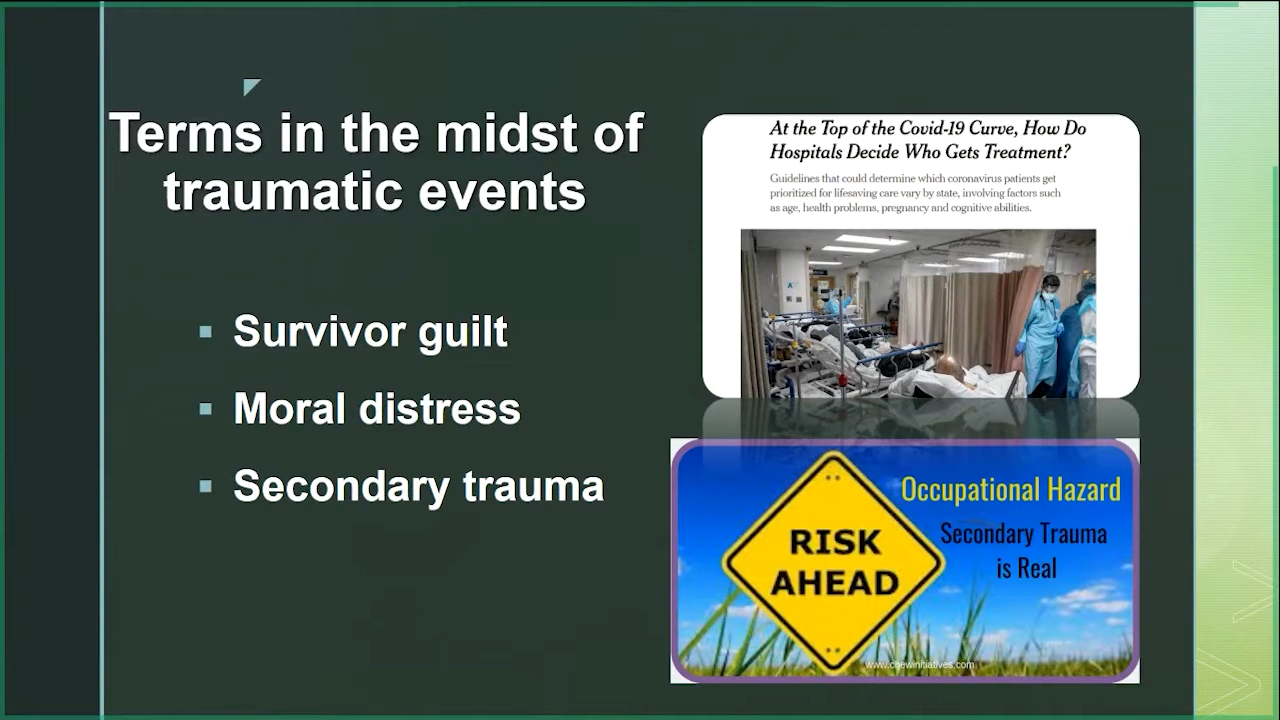 Terms in the midst of
traumatic events
Survivor guilt
Moral distress
Secondary trauma
At the Top of the Covid-19 Curve, How Do
Hospitals Decide Who Gets Treatment?
Guidelines that could determine which coronavirus patients get
prioritized for lifesaving care vary by state, involving factors such
as age, health problems, pregnancy and cognitive abilities.
RISK
AHEAD
Occupational Hazard
Secondary Trauma
is Real
www.chewinitiatives.com